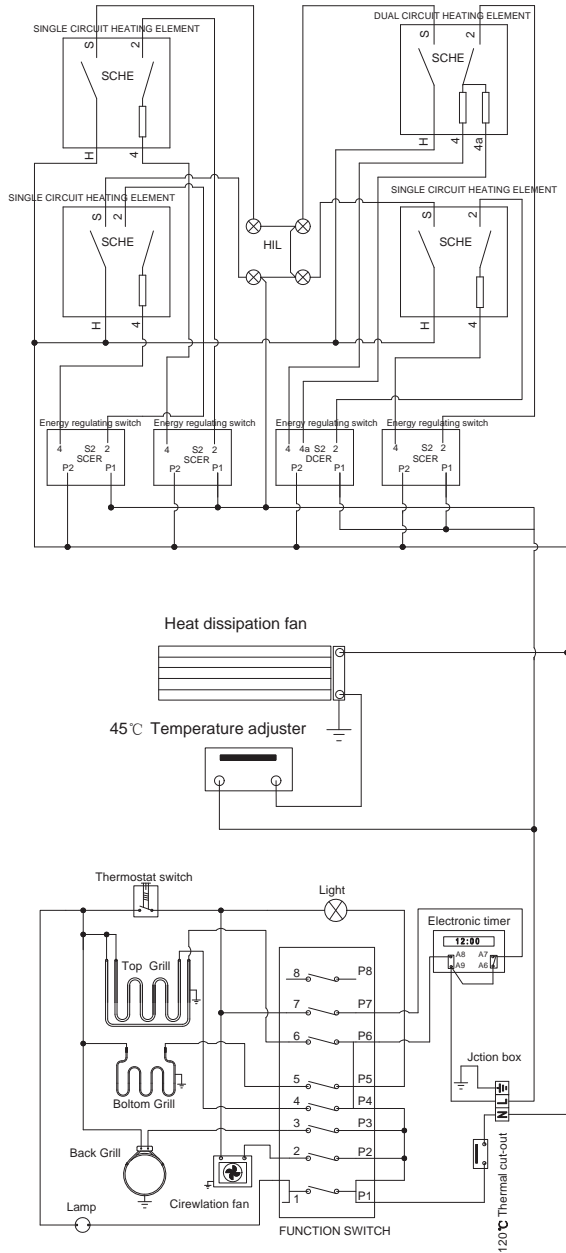 SINGLE CIRCUIT HEATING ELEMENT
DUAL CIRCUIT HEATING ELEMENT
S 2
SCHE
H 4
S 2
SCHE
H 4 4a
SINGLE CIRCUIT HEATING ELEMENT
SINGLE CIRCUIT HEATING ELEMENT
S 2
SCHE
H 4
HIL
S 2
SCHE
H 4
Energy regulating switch
4 S2 2
SCER
P2 P1
Energy regulating switch
4 S2 2
SCER
P2 P1
Energy regulating switch
4 4a S2 2
DCER
P2 P1
Energy regulating switch
4 S2 2
SCER
P2 P1
Heat dissipation fan
45℃ Temperature adjuster
Thermostat switch
Light
Electronic timer
12:00
A8 A7
A9 A6
Top Grill
8 P8
7 P7
6 P6
5 P5
4 P4
3 P3
2 P2
1 P1
Boltom Grill
Jction box
N L
Back Grill
Cirewlation fan
Lamp
120℃ Thermal cut-out
FUNCTION SWITCH